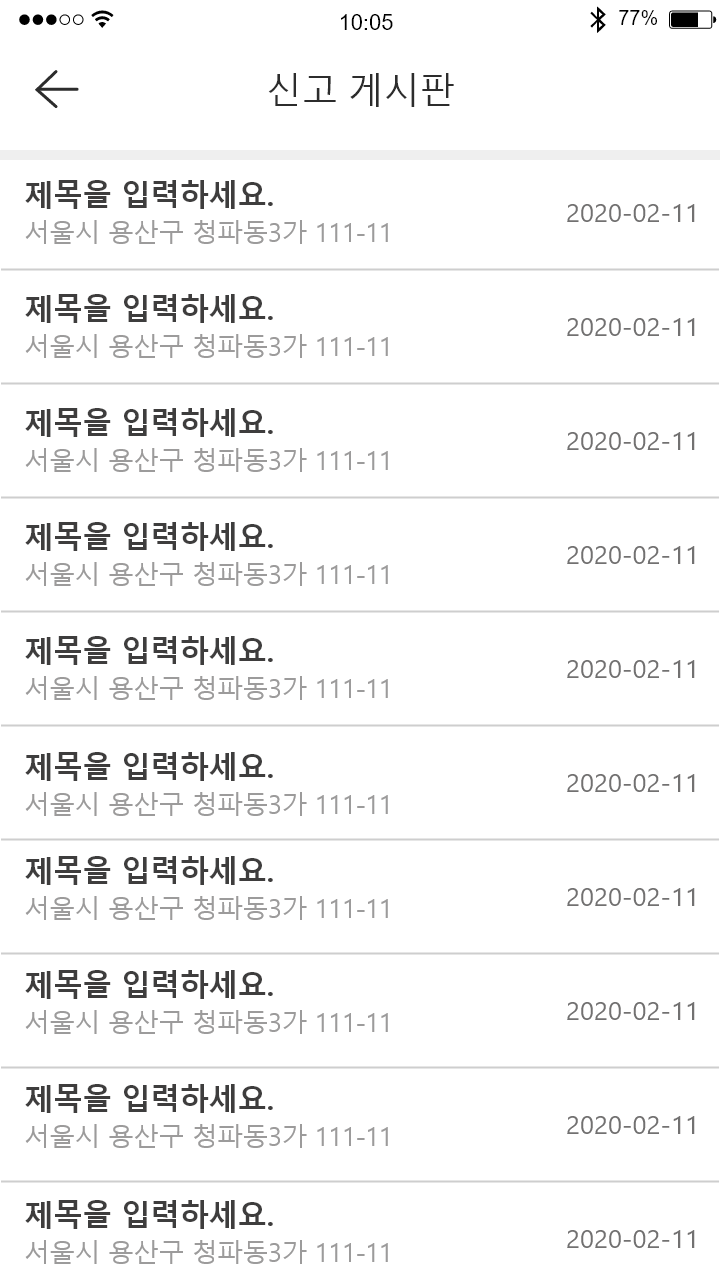 10:05
77%
신고 게시판
제목을 입력하세요.
서울시 용산구 청파동3가 111-11
2020-02-11
제목을 입력하세요.
서울시 용산구 청파동3가 111-11
2020-02-11
제목을 입력하세요.
서울시 용산구 청파동3가 111-11
2020-02-11
제목을 입력하세요.
서울시 용산구 청파동3가 111-11
2020-02-11
제목을 입력하세요.
서울시 용산구 청파동3가 111-11
2020-02-11
제목을 입력하세요.
서울시 용산구 청파동3가 111-11
2020-02-11
제목을 입력하세요.
서울시 용산구 청파동3가 111-11
2020-02-11
제목을 입력하세요.
서울시 용산구 청파동3가 111-11
2020-02-11
제목을 입력하세요.
서울시 용산구 청파동3가 111-11
2020-02-11
제목을 입력하세요.
서울시 용산구 청파동3가 111-11
2020-02-11